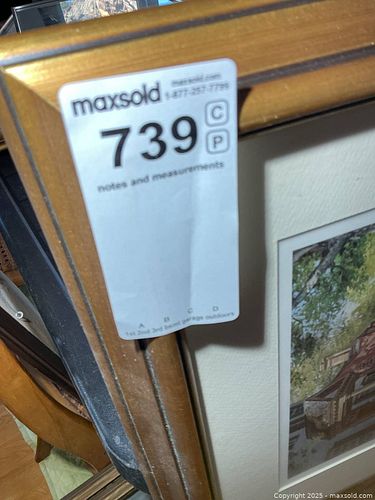 maxsold
maxsold.com
1-877-257-7796
739
C
P
notes and measurements
A B C D
1st 2nd 3rd bsmt garage outdoors
Copyright 2025 - maxsold.com